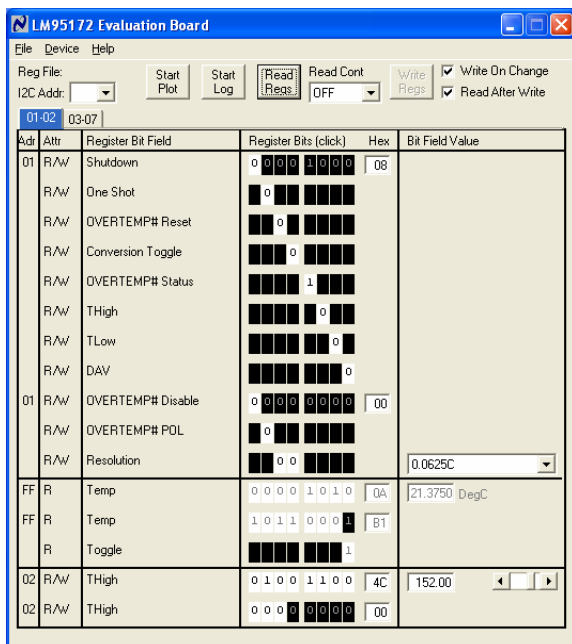 LM95172 Evaluation Board
File Device Help
Reg File:
I2C Addr:
Start Plot
Start Log
Read Regs
Read Cont
OFF
Write Regs
Write On Change
Read After Write
01-02 03-07
Adr Attr Register Bit Field Register Bits (click) Hex Bit Field Value
01 R/W Shutdown 0 0 0 0 1 0 0 0 08
R/W One Shot 0
R/W OVERTEMP# Reset 0
R/W Conversion Toggle 0
R/W OVERTEMP# Status 1
R/W THigh 0
R/W TLow 0
R/W DAV 0
01 R/W OVERTEMP# Disable 0 0 0 0 0 0 0 0 00
R/W OVERTEMP# POL 0
R/W Resolution 0 0 0.0625C
FF R Temp 0 0 0 0 1 0 1 0 0A 21.3750 DegC
FF R Temp 1 0 1 1 0 0 0 1 B1
R Toggle 1
02 R/W THigh 0 1 0 0 1 1 0 0 4C 152.00
02 R/W THigh 0 0 0 0 0 0 0 0 00